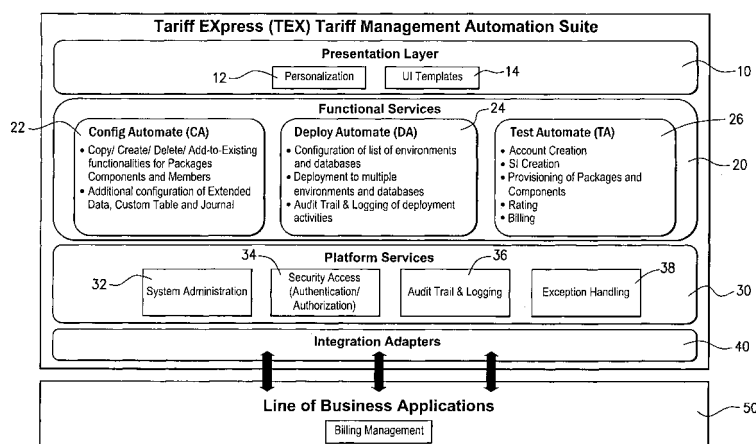 Tariff EXpress (TEX) Tariff Management Automation Suite
Presentation Layer
12
Personalization
UI Templates
14
10
Functional Services
22
Config Automate (CA)
• Copy/ Create/ Delete/ Add-to-Existing
functionalities for Packages
Components and Members
• Additional configuration of Extended
Data, Custom Table and Journal
24
Deploy Automate (DA)
• Configuration of list of environments
and databases
• Deployment to multiple
environments and databases
• Audit Trail & Logging of deployment
activities
26
Test Automate (TA)
• Account Creation
• SI Creation
• Provisioning of Packages and
Components
• Rating
• Billing
20
Platform Services
32
System Administration
34
Security Access
(Authentication/
Authorization)
36
Audit Trail & Logging
38
Exception Handling
30
Integration Adapters
40
Line of Business Applications
Billing Management
50